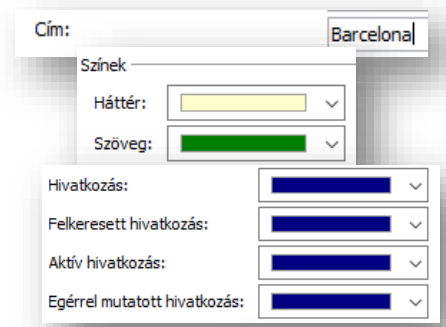 Cím: Barcelona
Színek
Háttér:
Szöveg:
Hivatkozás:
Felkeresett hivatkozás:
Aktív hivatkozás:
Egérrel mutatott hivatkozás: